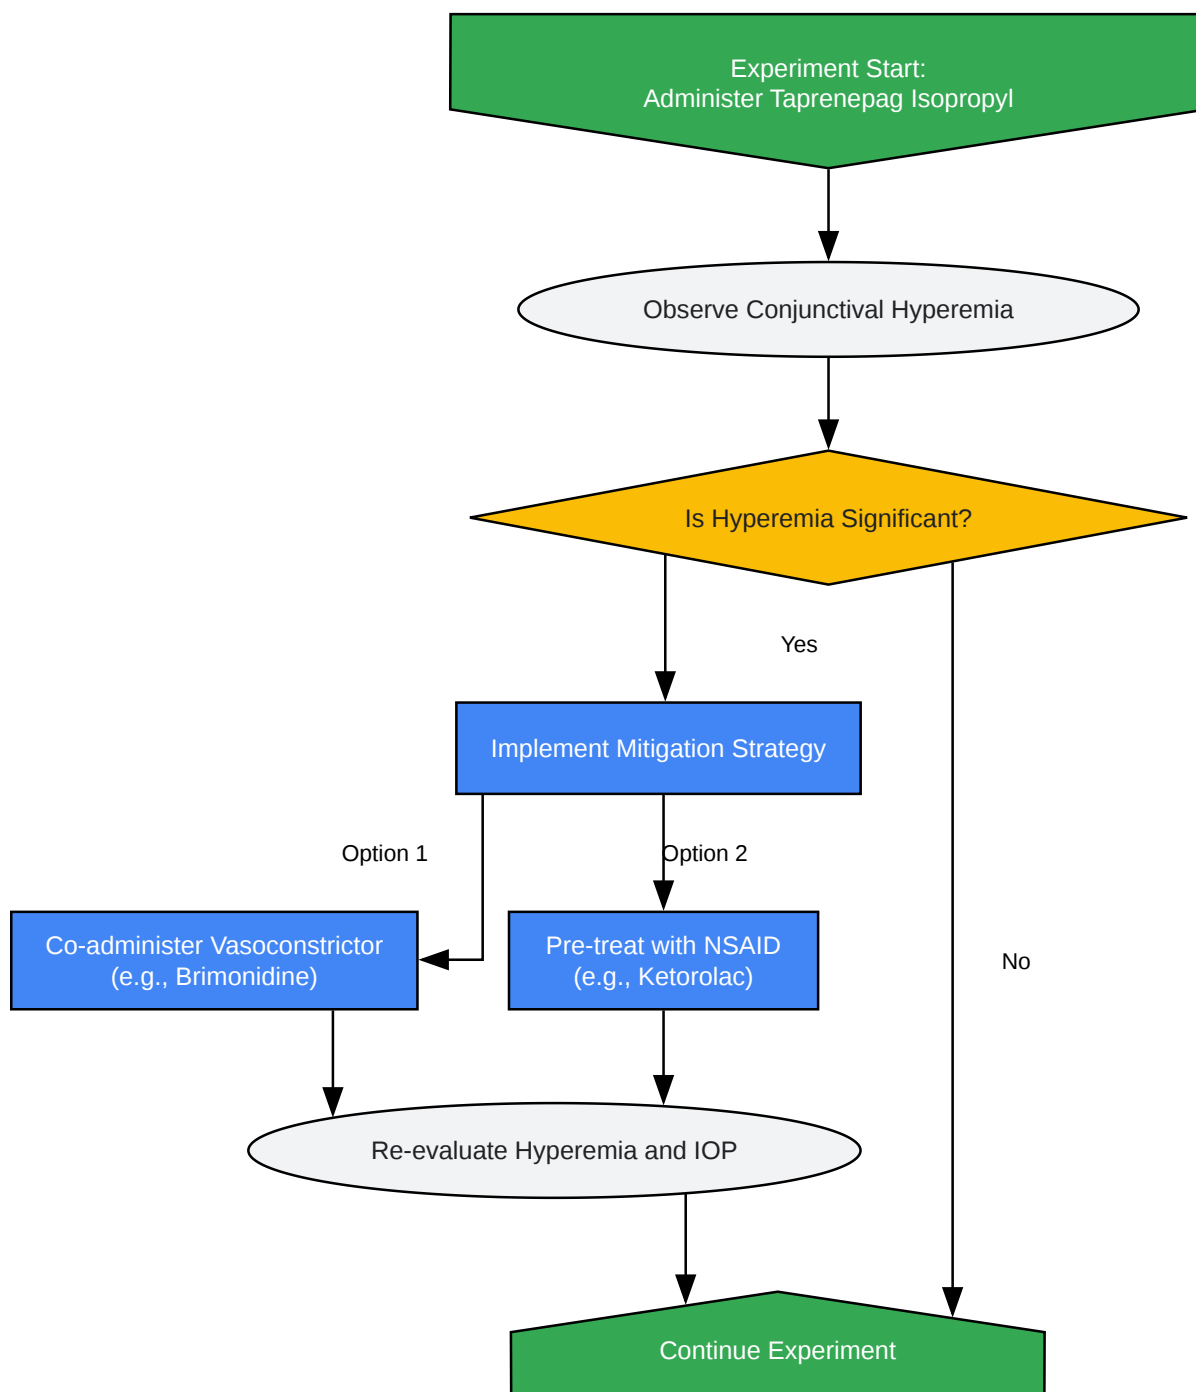 Experiment Start:
Administer Taprenepag Isopropyl
Observe Conjunctival Hyperemia
Is Hyperemia Significant?
Yes
Implement Mitigation Strategy
Option 1
Option 2
Co-administer Vasoconstrictor
(e.g., Brimonidine)
Pre-treat with NSAID
(e.g., Ketorolac)
No
Re-evaluate Hyperemia and IOP
Continue Experiment